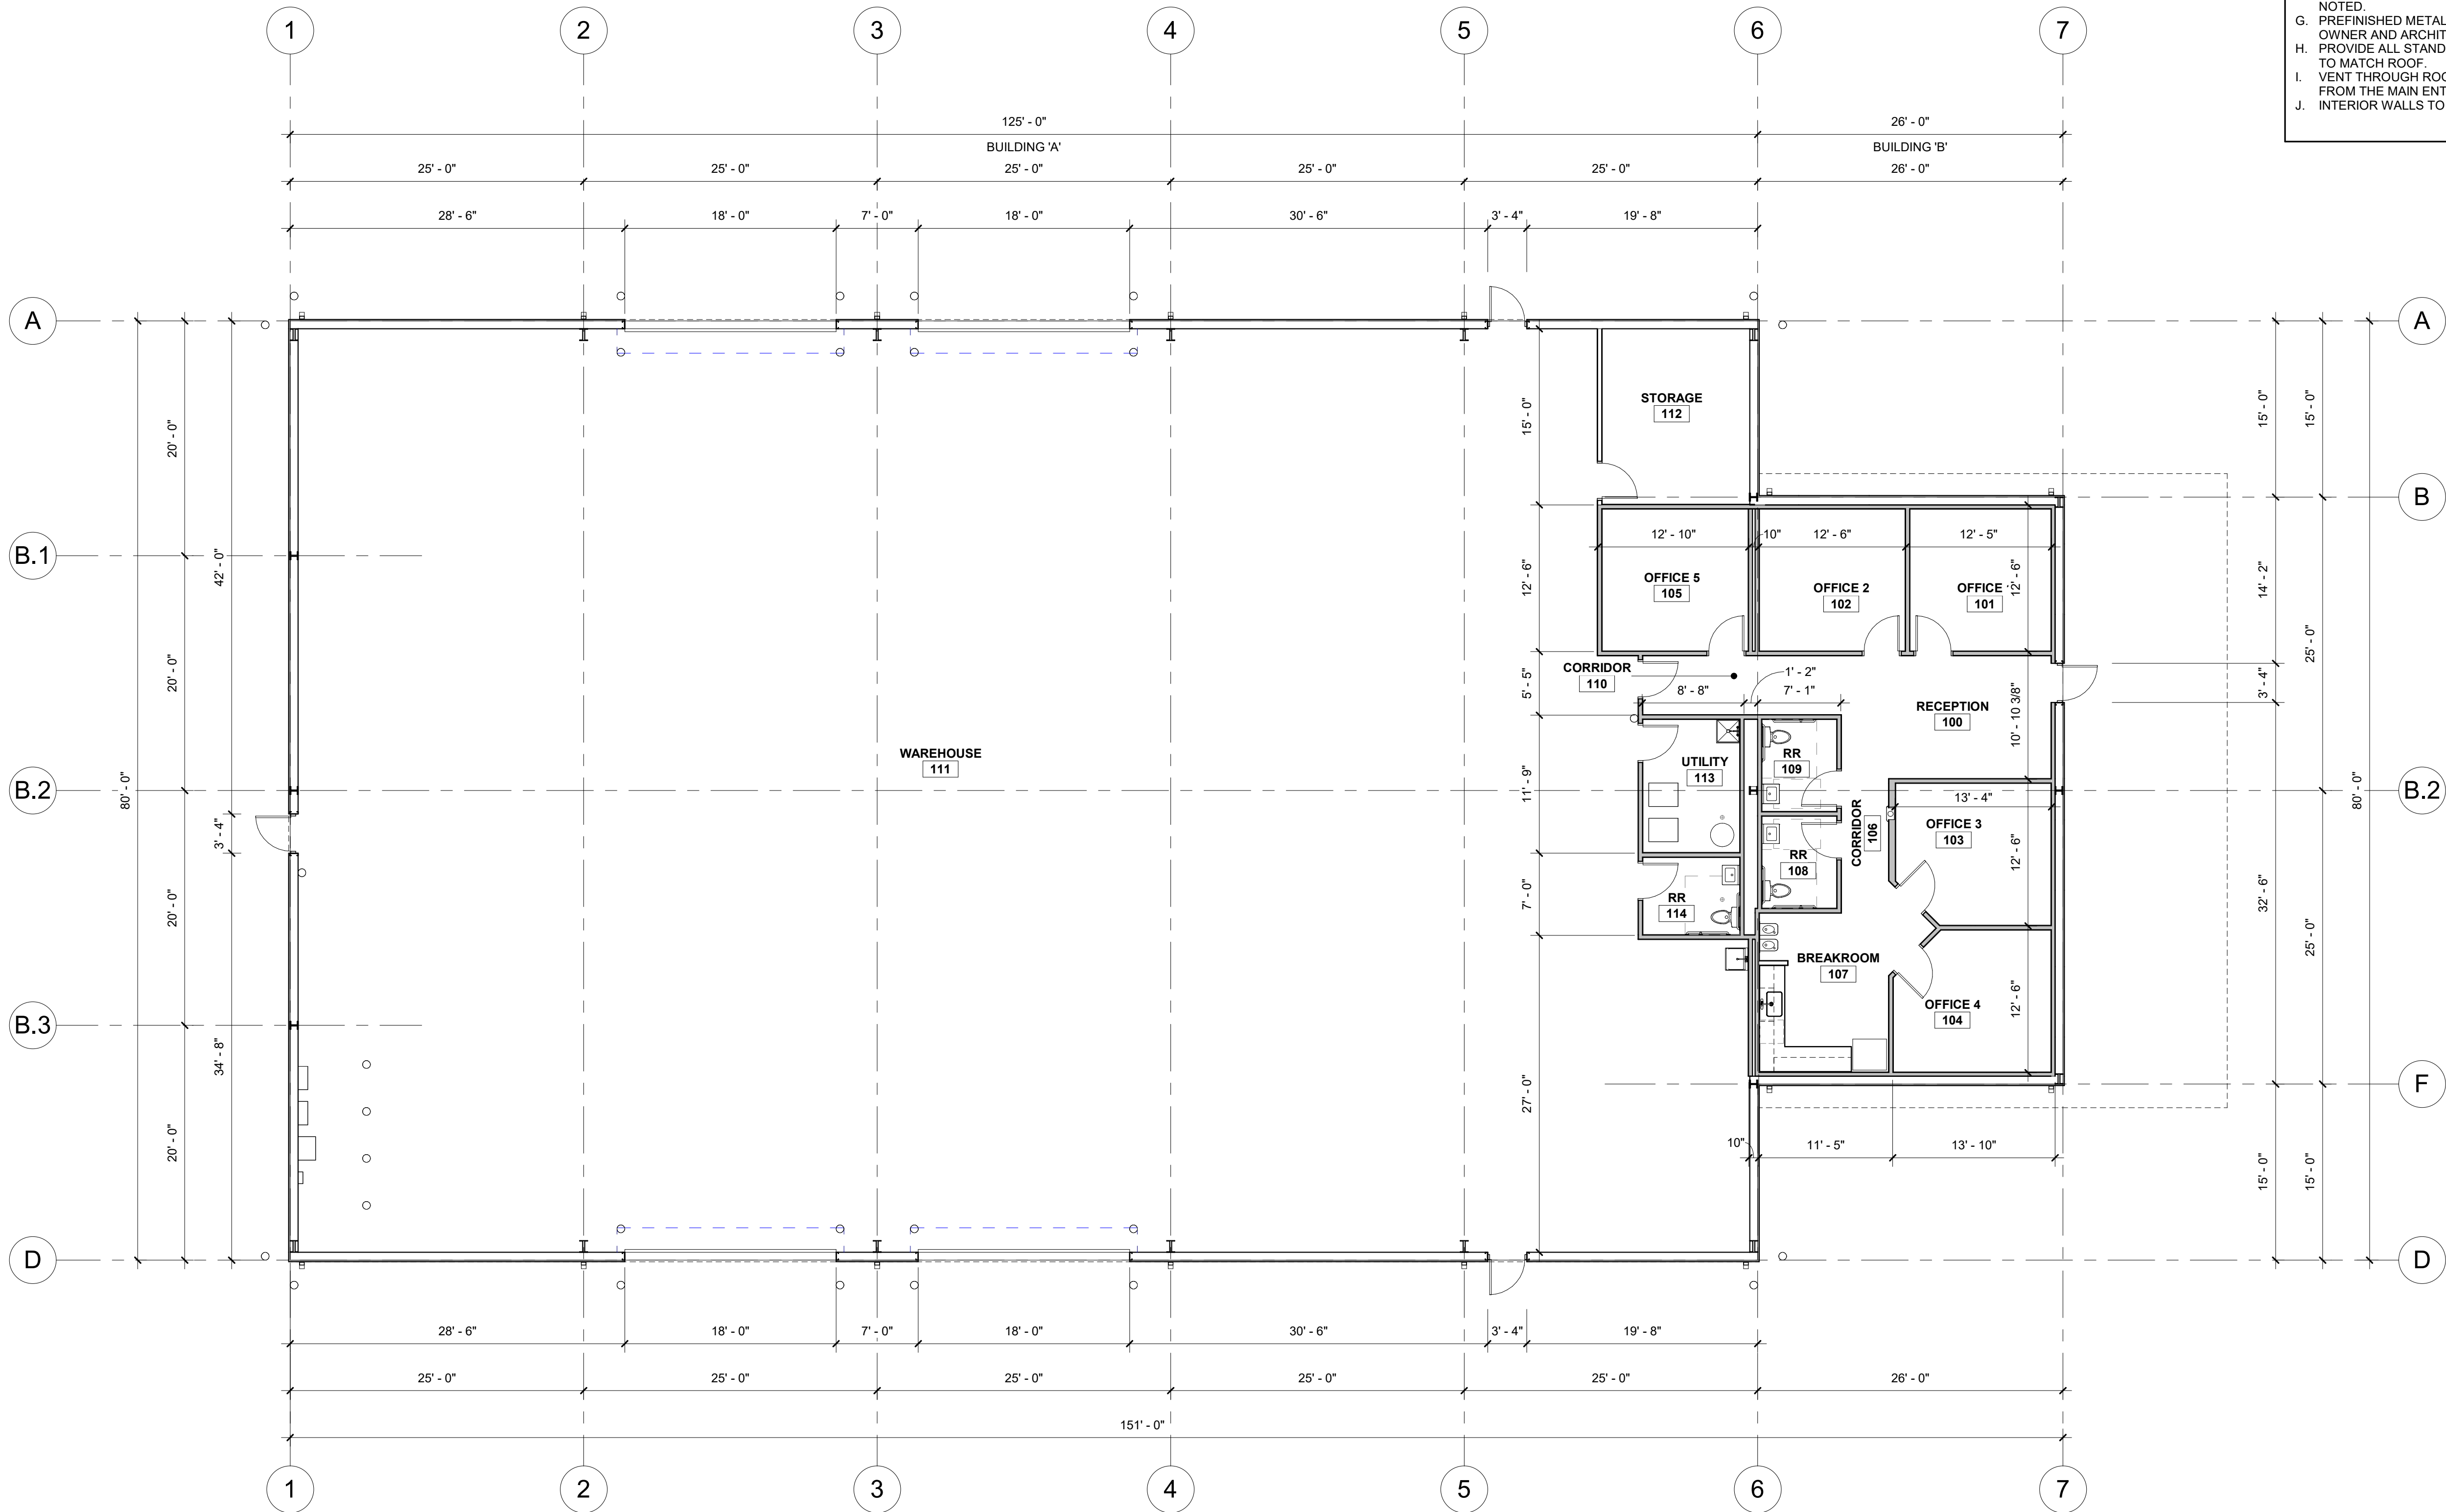 NOTED.
G. PREFINISHED METAL
OWNER AND ARCHIT
H. PROVIDE ALL STAND
TO MATCH ROOF.
I. VENT THROUGH ROO
FROM THE MAIN ENT
J. INTERIOR WALLS TO
1 2 3 4 5 6 7
125' - 0" 26' - 0"
BUILDING 'A' BUILDING 'B'
25' - 0" 25' - 0" 25' - 0" 25' - 0" 25' - 0" 26' - 0"
28' - 6" 18' - 0" 7' - 0" 18' - 0" 30' - 6" 3' - 4" 19' - 8"
A A
B
B.1
B.2 B.2
B.3
F
D D
80' - 0"
20' - 0"
20' - 0"
20' - 0"
20' - 0"
42' - 0"
3' - 4"
34' - 8"
WAREHOUSE
111
15' - 0"
12' - 6"
5' - 5"
11' - 9"
7' - 0"
27' - 0"
STORAGE
112
12' - 10" 10" 12' - 6" 12' - 5"
OFFICE 5
105
OFFICE 2
102
OFFICE
101
12' - 6"
CORRIDOR
110
1' - 2"
8' - 8" 7' - 1"
RECEPTION
100
10' - 10 3/8"
UTILITY
113
RR
109
RR
108
CORRIDOR
106
13' - 4"
OFFICE 3
103
12' - 6"
RR
114
BREAKROOM
107
OFFICE 4
104
12' - 6"
10" 11' - 5" 13' - 10"
15' - 0"
14' - 2"
3' - 4"
32' - 6"
15' - 0"
15' - 0"
25' - 0"
25' - 0"
15' - 0"
80' - 0"
28' - 6" 18' - 0" 7' - 0" 18' - 0" 30' - 6" 3' - 4" 19' - 8"
25' - 0" 25' - 0" 25' - 0" 25' - 0" 25' - 0" 26' - 0"
151' - 0"
1 2 3 4 5 6 7